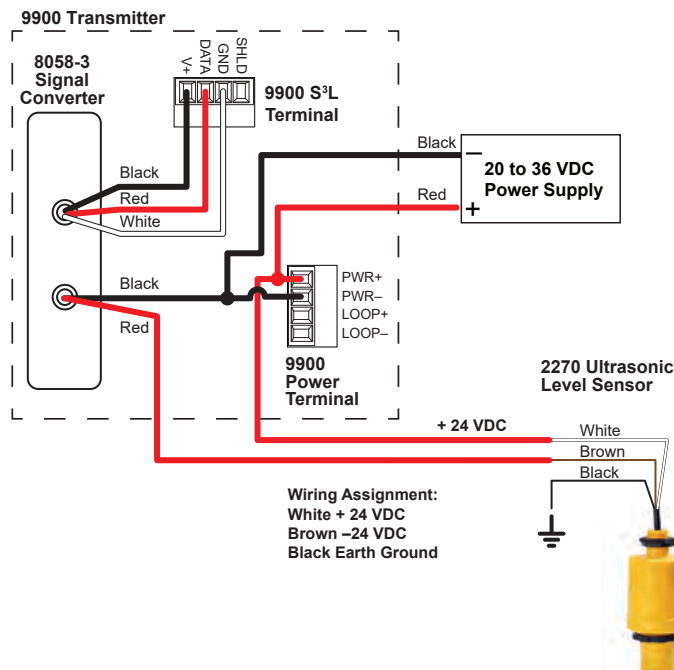 9900 Transmitter
8058-3
Signal
Converter
V+
DATA
GND
SHLD
9900 S³L
Terminal
Black
Red
White
Black
Red
Black
Red
–
+
20 to 36 VDC
Power Supply
PWR+
PWR–
LOOP+
LOOP–
9900
Power
Terminal
2270 Ultrasonic
Level Sensor
+ 24 VDC
White
Brown
Black
Wiring Assignment:
White + 24 VDC
Brown –24 VDC
Black Earth Ground